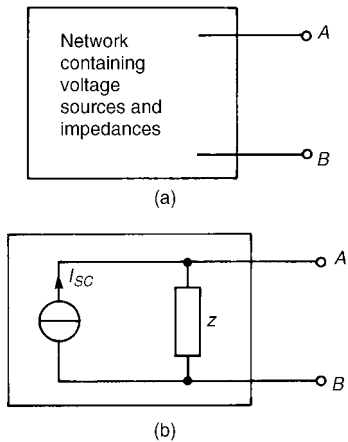 Network
containing
voltage
sources and
impedances
A
B
(a)
I_SC
A
z
B
(b)